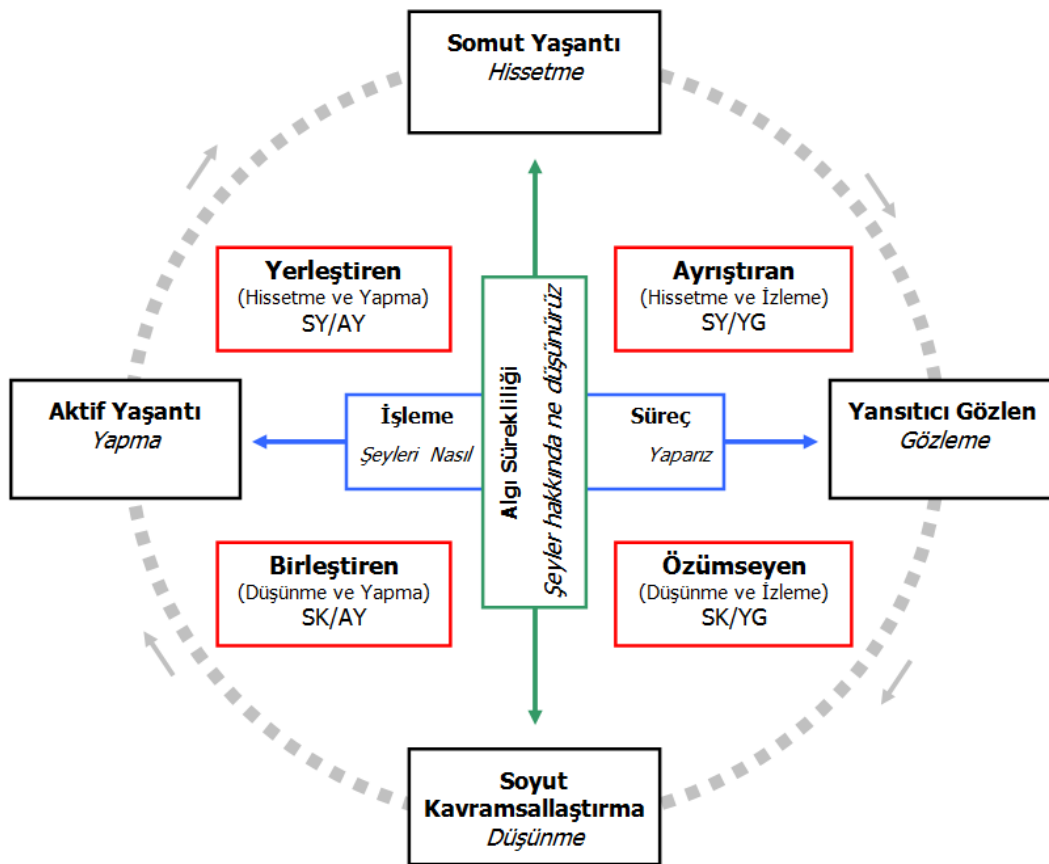 Somut Yaşantı
Hissetme
Yerleştiren
(Hissetme ve Yapma)
SY/AY
Ayrıştıran
(Hissetme ve İzleme)
SY/YG
Aktif Yaşantı
Yapma
İşleme
Şeyleri Nasıl
Algı Sürekliliği
Şeyler hakkında ne düşünürüz
Süreç
Yaparız
Yansıtıcı Gözlen
Gözleme
Birleştiren
(Düşünme ve Yapma)
SK/AY
Özümseyen
(Düşünme ve İzleme)
SK/YG
Soyut
Kavramsallaştırma
Düşünme